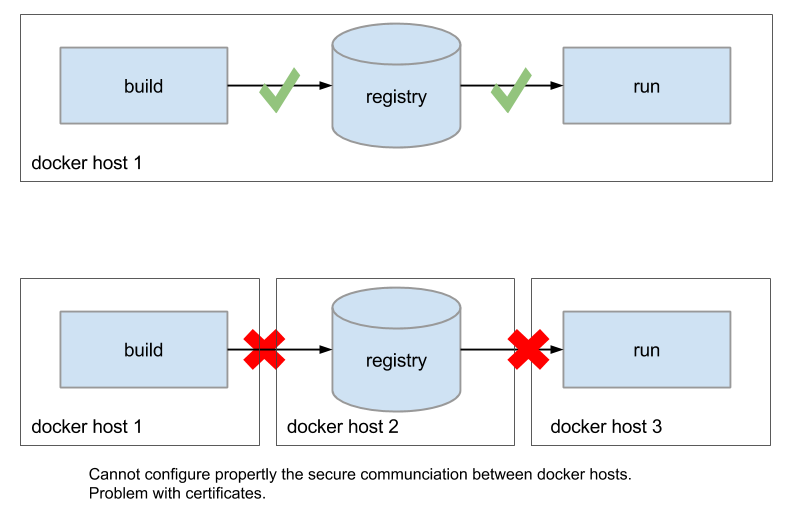 build
registry
run
docker host 1
build
registry
run
docker host 1
docker host 2
docker host 3
Cannot configure propertly the secure communciation between docker hosts.
Problem with certificates.